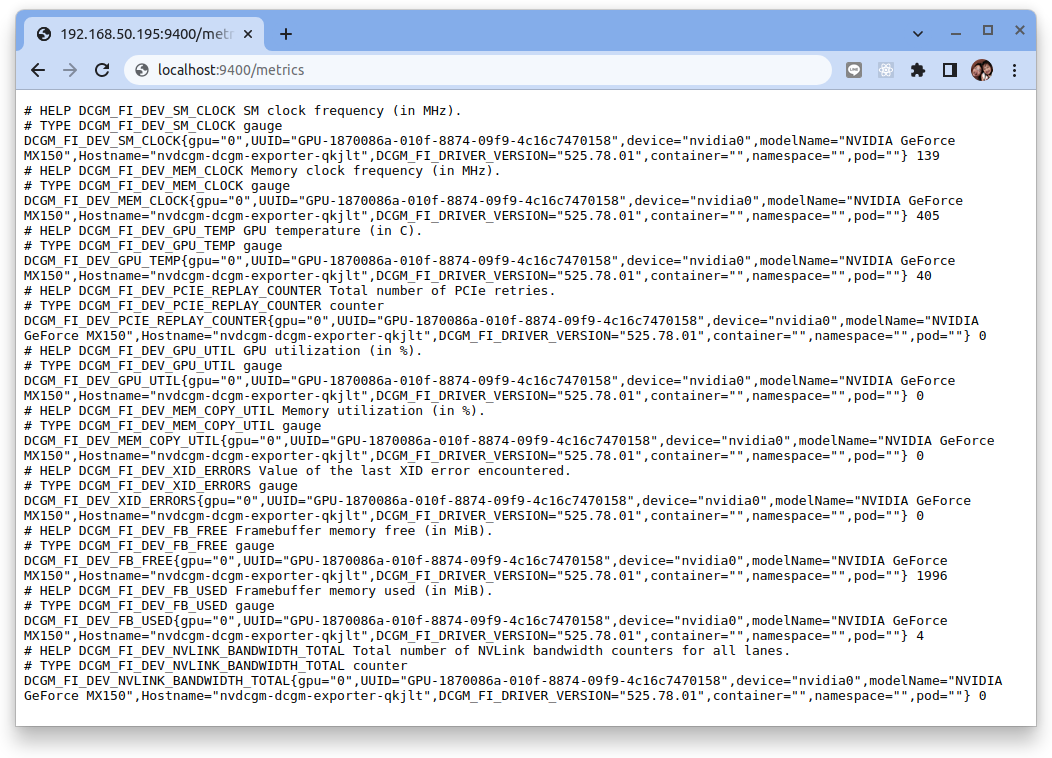 192.168.50.195:9400/metr
localhost:9400/metrics
# HELP DCGM_FI_DEV_SM_CLOCK SM clock frequency (in MHz).
# TYPE DCGM_FI_DEV_SM_CLOCK gauge
DCGM_FI_DEV_SM_CLOCK{gpu="0",UUID="GPU-1870086a-010f-8874-09f9-4c16c7470158",device="nvidia0",modelName="NVIDIA GeForce
MX150",Hostname="nvdcgm-dcgm-exporter-qkjlt",DCGM_FI_DRIVER_VERSION="525.78.01",container="",namespace="",pod=""} 139
# HELP DCGM_FI_DEV_MEM_CLOCK Memory clock frequency (in MHz).
# TYPE DCGM_FI_DEV_MEM_CLOCK gauge
DCGM_FI_DEV_MEM_CLOCK{gpu="0",UUID="GPU-1870086a-010f-8874-09f9-4c16c7470158",device="nvidia0",modelName="NVIDIA GeForce
MX150",Hostname="nvdcgm-dcgm-exporter-qkjlt",DCGM_FI_DRIVER_VERSION="525.78.01",container="",namespace="",pod=""} 405
# HELP DCGM_FI_DEV_GPU_TEMP GPU temperature (in C).
# TYPE DCGM_FI_DEV_GPU_TEMP gauge
DCGM_FI_DEV_GPU_TEMP{gpu="0",UUID="GPU-1870086a-010f-8874-09f9-4c16c7470158",device="nvidia0",modelName="NVIDIA GeForce
MX150",Hostname="nvdcgm-dcgm-exporter-qkjlt",DCGM_FI_DRIVER_VERSION="525.78.01",container="",namespace="",pod=""} 40
# HELP DCGM_FI_DEV_PCIE_REPLAY_COUNTER Total number of PCIe retries.
# TYPE DCGM_FI_DEV_PCIE_REPLAY_COUNTER counter
DCGM_FI_DEV_PCIE_REPLAY_COUNTER{gpu="0",UUID="GPU-1870086a-010f-8874-09f9-4c16c7470158",device="nvidia0",modelName="NVIDIA
GeForce MX150",Hostname="nvdcgm-dcgm-exporter-qkjlt",DCGM_FI_DRIVER_VERSION="525.78.01",container="",namespace="",pod=""} 0
# HELP DCGM_FI_DEV_GPU_UTIL GPU utilization (in %).
# TYPE DCGM_FI_DEV_GPU_UTIL gauge
DCGM_FI_DEV_GPU_UTIL{gpu="0",UUID="GPU-1870086a-010f-8874-09f9-4c16c7470158",device="nvidia0",modelName="NVIDIA GeForce
MX150",Hostname="nvdcgm-dcgm-exporter-qkjlt",DCGM_FI_DRIVER_VERSION="525.78.01",container="",namespace="",pod=""} 0
# HELP DCGM_FI_DEV_MEM_COPY_UTIL Memory utilization (in %).
# TYPE DCGM_FI_DEV_MEM_COPY_UTIL gauge
DCGM_FI_DEV_MEM_COPY_UTIL{gpu="0",UUID="GPU-1870086a-010f-8874-09f9-4c16c7470158",device="nvidia0",modelName="NVIDIA GeForce
MX150",Hostname="nvdcgm-dcgm-exporter-qkjlt",DCGM_FI_DRIVER_VERSION="525.78.01",container="",namespace="",pod=""} 0
# HELP DCGM_FI_DEV_XID_ERRORS Value of the last XID error encountered.
# TYPE DCGM_FI_DEV_XID_ERRORS gauge
DCGM_FI_DEV_XID_ERRORS{gpu="0",UUID="GPU-1870086a-010f-8874-09f9-4c16c7470158",device="nvidia0",modelName="NVIDIA GeForce
MX150",Hostname="nvdcgm-dcgm-exporter-qkjlt",DCGM_FI_DRIVER_VERSION="525.78.01",container="",namespace="",pod=""} 0
# HELP DCGM_FI_DEV_FB_FREE Framebuffer memory free (in MiB).
# TYPE DCGM_FI_DEV_FB_FREE gauge
DCGM_FI_DEV_FB_FREE{gpu="0",UUID="GPU-1870086a-010f-8874-09f9-4c16c7470158",device="nvidia0",modelName="NVIDIA GeForce
MX150",Hostname="nvdcgm-dcgm-exporter-qkjlt",DCGM_FI_DRIVER_VERSION="525.78.01",container="",namespace="",pod=""} 1996
# HELP DCGM_FI_DEV_FB_USED Framebuffer memory used (in MiB).
# TYPE DCGM_FI_DEV_FB_USED gauge
DCGM_FI_DEV_FB_USED{gpu="0",UUID="GPU-1870086a-010f-8874-09f9-4c16c7470158",device="nvidia0",modelName="NVIDIA GeForce
MX150",Hostname="nvdcgm-dcgm-exporter-qkjlt",DCGM_FI_DRIVER_VERSION="525.78.01",container="",namespace="",pod=""} 4
# HELP DCGM_FI_DEV_NVLINK_BANDWIDTH_TOTAL Total number of NVLink bandwidth counters for all lanes.
# TYPE DCGM_FI_DEV_NVLINK_BANDWIDTH_TOTAL counter
DCGM_FI_DEV_NVLINK_BANDWIDTH_TOTAL{gpu="0",UUID="GPU-1870086a-010f-8874-09f9-4c16c7470158",device="nvidia0",modelName="NVIDIA
GeForce MX150",Hostname="nvdcgm-dcgm-exporter-qkjlt",DCGM_FI_DRIVER_VERSION="525.78.01",container="",namespace="",pod=""} 0